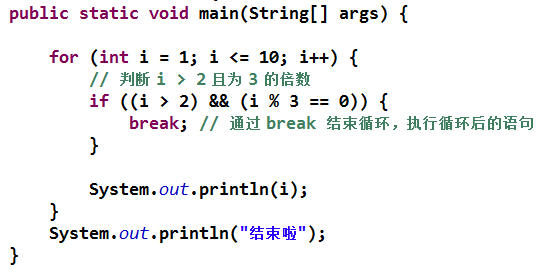 public static void main(String[] args) {
for (int i = 1; i <= 10; i++) {
// 判断 i > 2 且为 3 的倍数
if ((i > 2) && (i % 3 == 0)) {
break; // 通过 break 结束循环，执行循环后的语句
}
System.out.println(i);
}
System.out.println("结束啦");
}